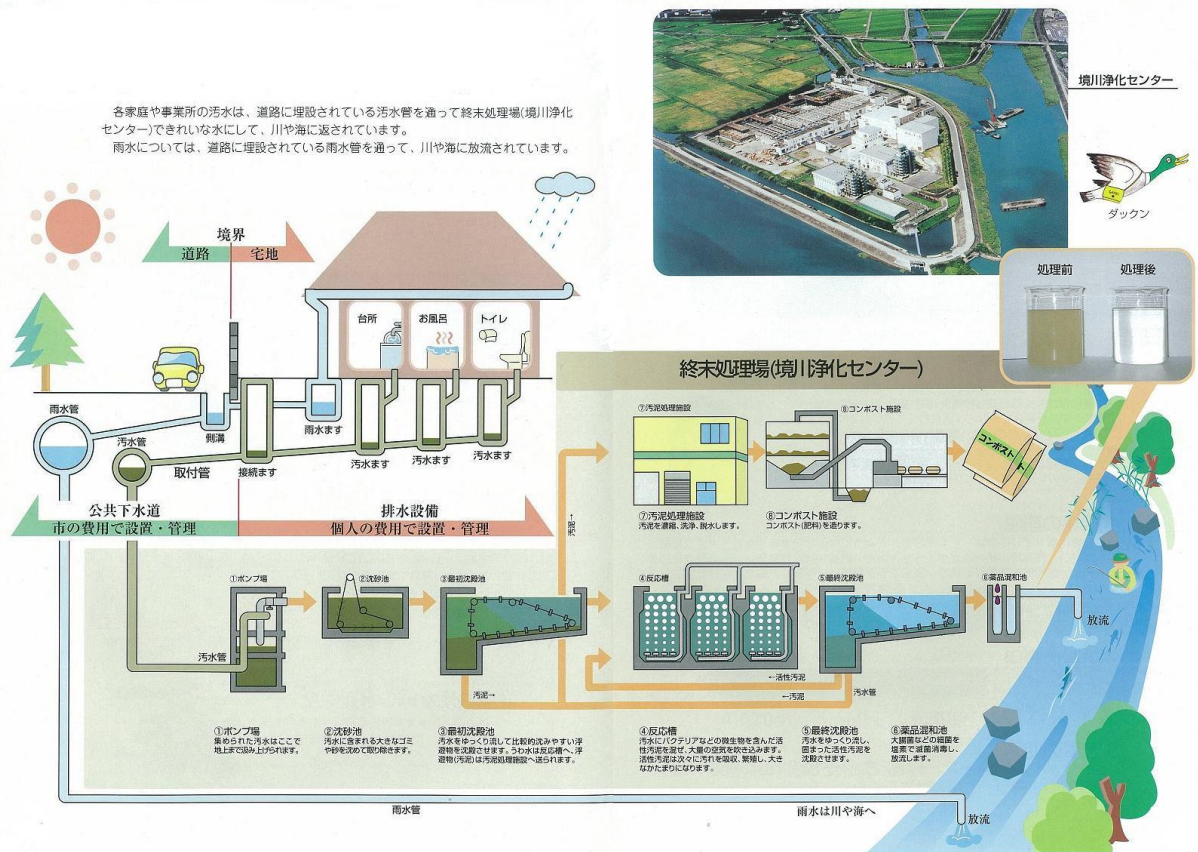 各家庭や事業所の汚水は、道路に埋設されている汚水管を通って終末処理場(境川浄化
センター)できれいな水にして、川や海に返されています。
雨水については、道路に埋設されている雨水管を通って、川や海に放流されています。
境川浄化センター
ダックン
処理前
処理後
境界
道路
宅地
台所
お風呂
トイレ
雨水管
汚水管
側溝
取付管
接続ます
雨水ます
汚水ます
汚水ます
汚水ます
公共下水道
市の費用で設置・管理
排水設備
個人の費用で設置・管理
終末処理場(境川浄化センター)
⑦汚泥処理施設
⑧コンポスト施設
コンポスト
⑦汚泥処理施設
汚泥を濃縮、洗浄、脱水します。
⑧コンポスト施設
コンポスト(肥料)を造ります。
汚泥→
①ポンプ場
②沈砂池
③最初沈殿池
④反応槽
⑤最終沈殿池
⑥薬品混和池
放流
汚水管
汚泥→
←活性汚泥
←汚泥
汚水管
①ポンプ場
集められた汚水はここで
地上まで汲み上げられます。
②沈砂池
汚水に含まれる大きなゴミ
や砂を沈めて取り除きます。
③最初沈殿池
汚水をゆっくり流して比較的沈みやすい浮
遊物を沈殿させます。うわ水は反応槽へ、浮
遊物(汚泥)は汚泥処理施設へ送られます。
④反応槽
汚水にバクテリアなどの微生物を含んだ活
性汚泥を混ぜ、大量の空気を吹き込みます。
活性汚泥は次々に汚れを吸収、繁殖し、大き
なかたまりになります。
⑤最終沈殿池
汚水をゆっくり流し、
固まった活性汚泥を
沈殿させます。
⑥薬品混和池
大腸菌などの細菌を
塩素で滅菌消毒し、
放流します。
雨水管
雨水は川や海へ
放流